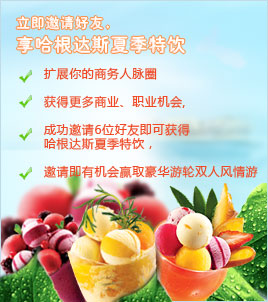 立即邀请好友，
享哈根达斯夏季特饮
扩展你的商务人脉圈
获得更多商业、职业机会，
成功邀请6位好友即可获得
哈根达斯夏季特饮，
邀请即有机会赢取豪华游轮双人风情游